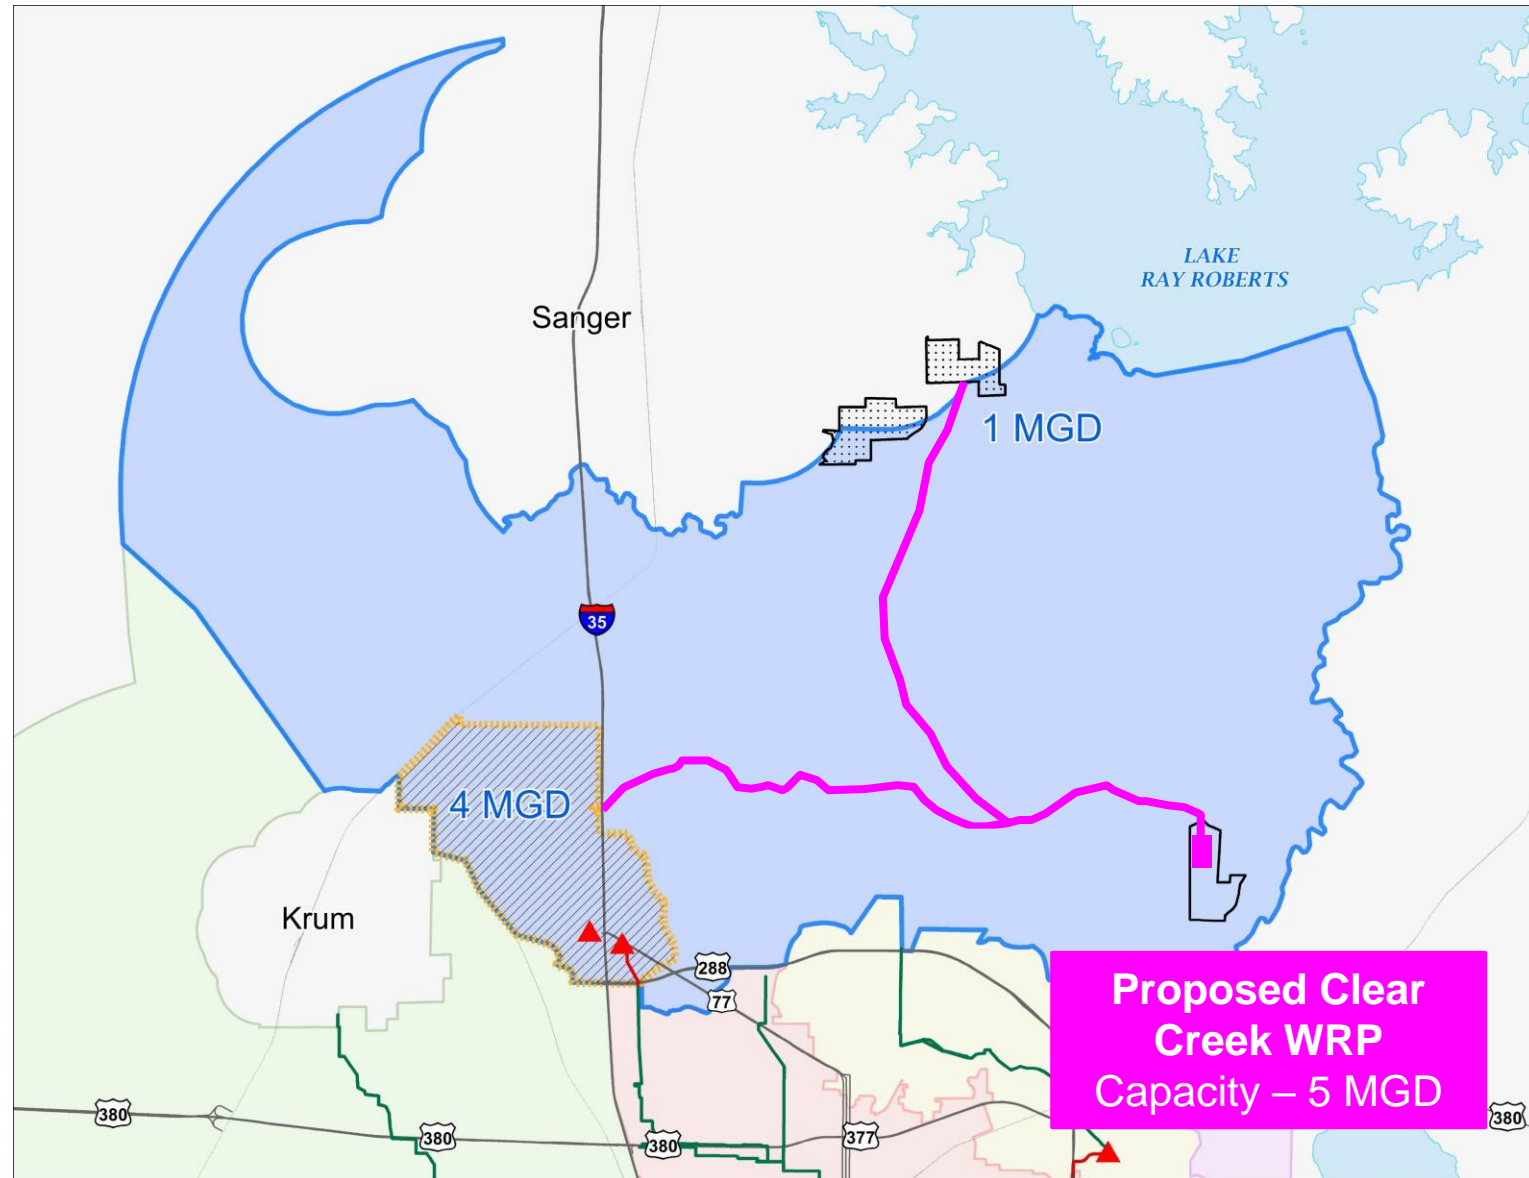 LAKE
RAY ROBERTS
Sanger
1 MGD
35
4 MGD
Krum
288
77
Proposed Clear
Creek WRP
Capacity – 5 MGD
380
380
380
377
380